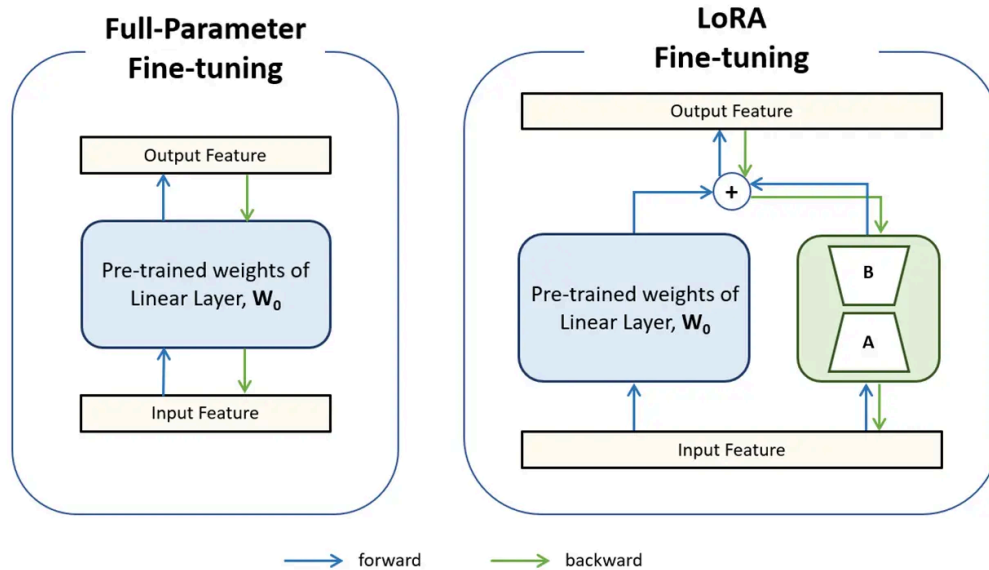 Full-Parameter
Fine-tuning
Output Feature
Pre-trained weights of
Linear Layer, W₀
Input Feature
LoRA
Fine-tuning
Output Feature
+
Pre-trained weights of
Linear Layer, W₀
B
A
Input Feature
forward
backward